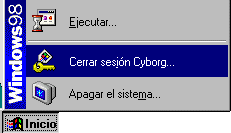 Windows98
Ejecutar...
Cerrar sesión Cyborg...
Apagar el sistema...
Inicio